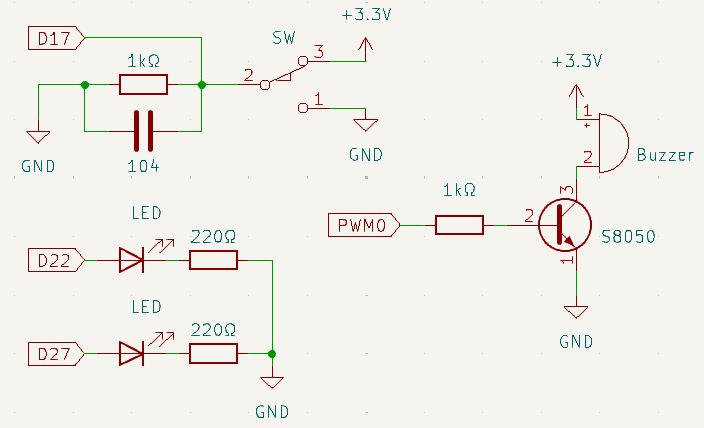 +3.3V
SW
D17
1kΩ
3
2
1
104
GND
GND
+3.3V
1
+
2
Buzzer
1kΩ
3
PWM0
2
S8050
1
GND
LED
220Ω
D22
LED
220Ω
D27
GND